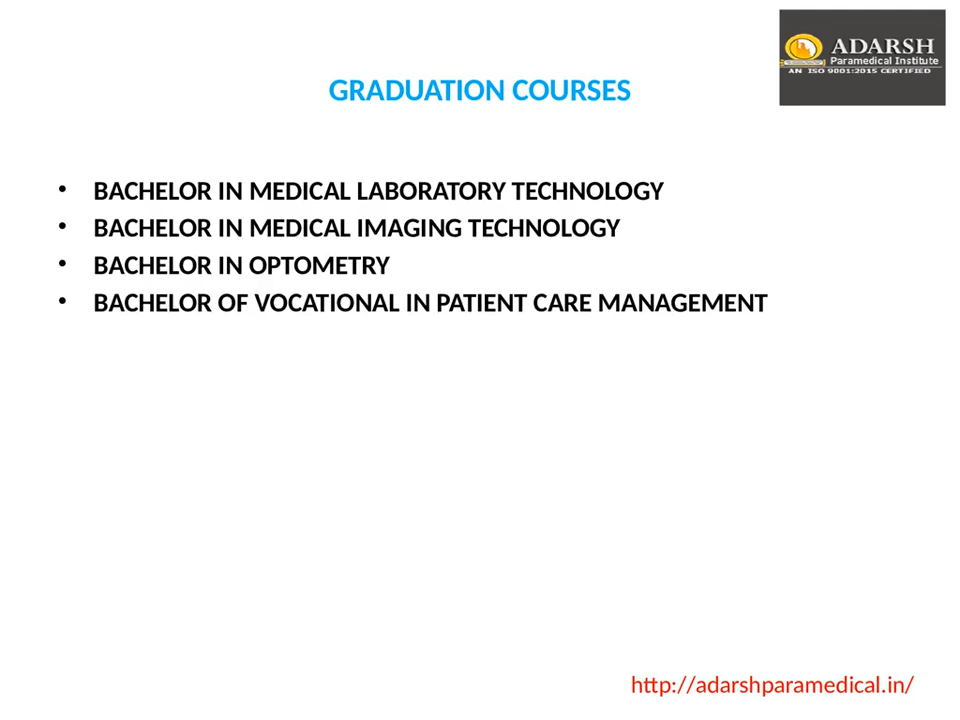 ADARSH
Paramedical Institute
AN ISO 9001:2015 CERTIFIED
GRADUATION COURSES
• BACHELOR IN MEDICAL LABORATORY TECHNOLOGY
• BACHELOR IN MEDICAL IMAGING TECHNOLOGY
• BACHELOR IN OPTOMETRY
• BACHELOR OF VOCATIONAL IN PATIENT CARE MANAGEMENT
http://adarshparamedical.in/